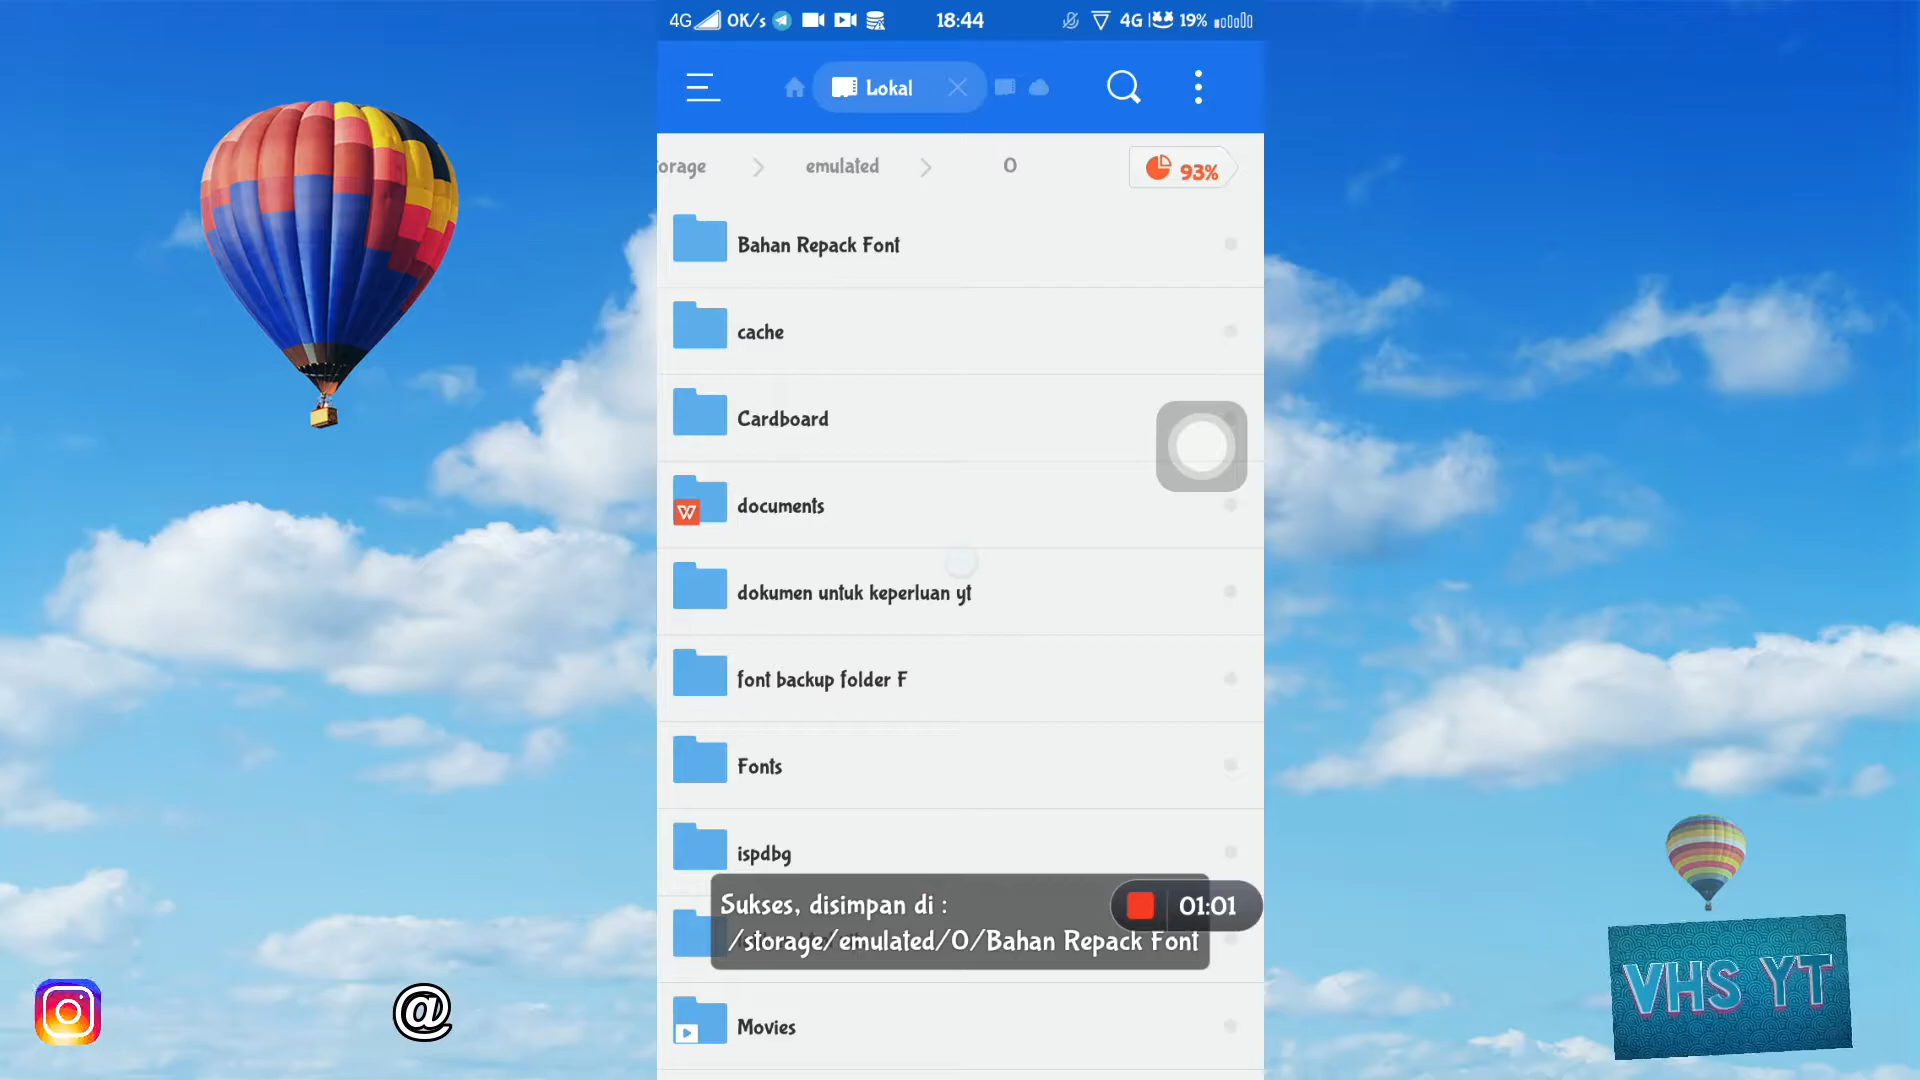 4G 0K/s 18:44 4G 19%
Lokal
orage emulated 0 93%
Bahan Repack Font
cache
Cardboard
documents
dokumen untuk keperluan yt
font backup folder F
Fonts
ispdbg
Sukses, disimpan di :
/storage/emulated/0/Bahan Repack Font
01:01
Movies
@
VHS YT